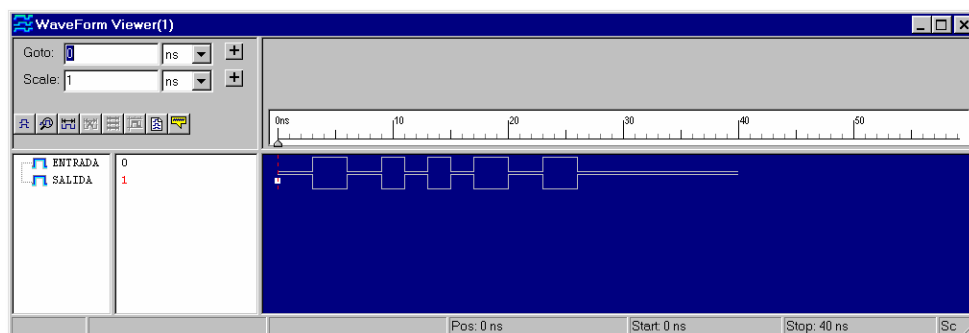 WaveForm Viewer(1)
Goto: 0 ns
Scale: 1 ns
0ns 10 20 30 40 50
ENTRADA 0
SALIDA 1
Pos: 0 ns Start: 0 ns Stop: 40 ns Sc